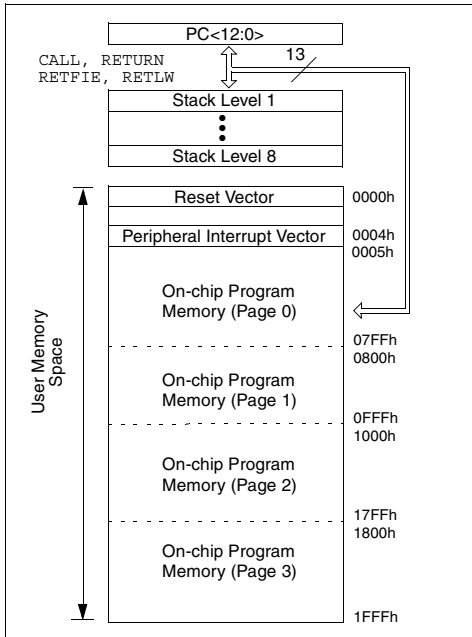 PC<12:0>
CALL, RETURN
RETFIE, RETLW
13
Stack Level 1
Stack Level 8
Reset Vector
0000h
Peripheral Interrupt Vector
0004h
0005h
On-chip Program
Memory (Page 0)
07FFh
0800h
User Memory
Space
On-chip Program
Memory (Page 1)
0FFFh
1000h
On-chip Program
Memory (Page 2)
17FFh
1800h
On-chip Program
Memory (Page 3)
1FFFh